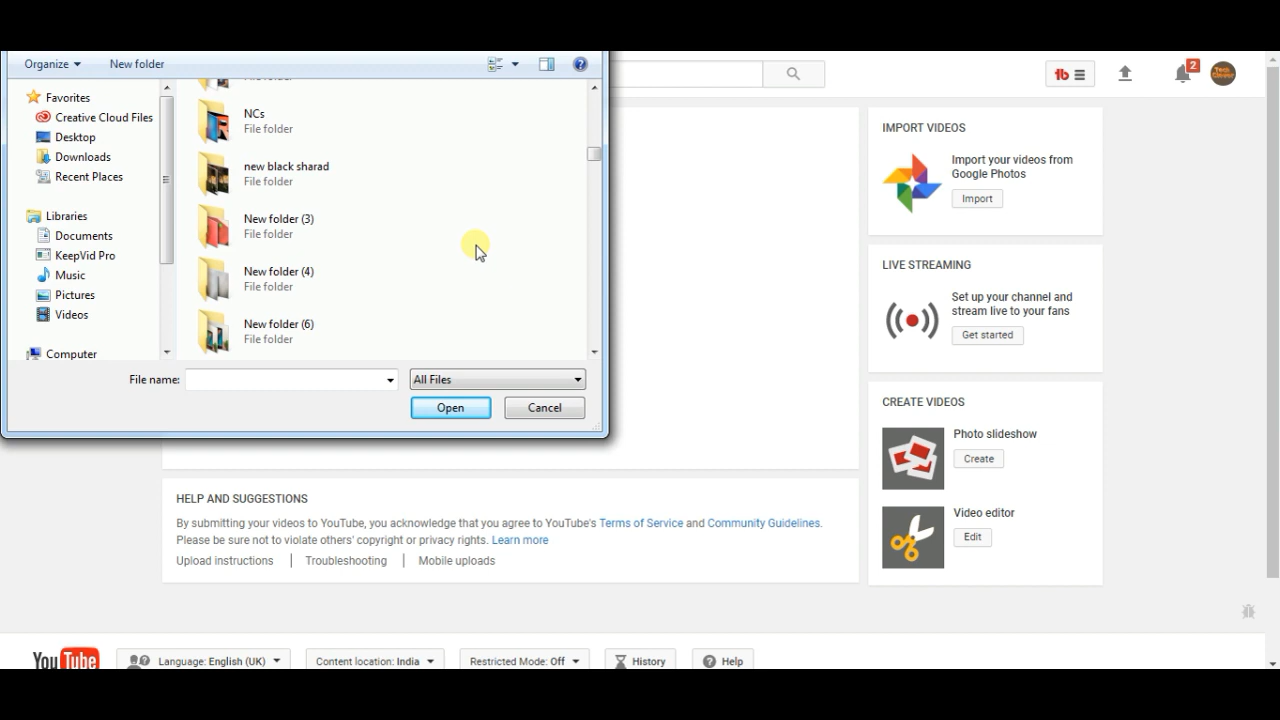 Organize
New folder
File folder
NCs
File folder
new black sharad
File folder
New folder (3)
File folder
New folder (4)
File folder
New folder (6)
File folder
Favorites
Creative Cloud Files
Desktop
Downloads
Recent Places
Libraries
Documents
KeepVid Pro
Music
Pictures
Videos
Computer
File name:
All Files
Open
Cancel
2
Tech
IMPORT VIDEOS
Import your videos from
Google Photos
Import
LIVE STREAMING
Set up your channel and
stream live to your fans
Get started
CREATE VIDEOS
Photo slideshow
Create
Video editor
Edit
HELP AND SUGGESTIONS
By submitting your videos to YouTube, you acknowledge that you agree to YouTube's Terms of Service and Community Guidelines.
Please be sure not to violate others' copyright or privacy rights. Learn more
Upload instructions
Troubleshooting
Mobile uploads
YouTube
Language: English (UK)
Content location: India
Restricted Mode: Off
History
Help